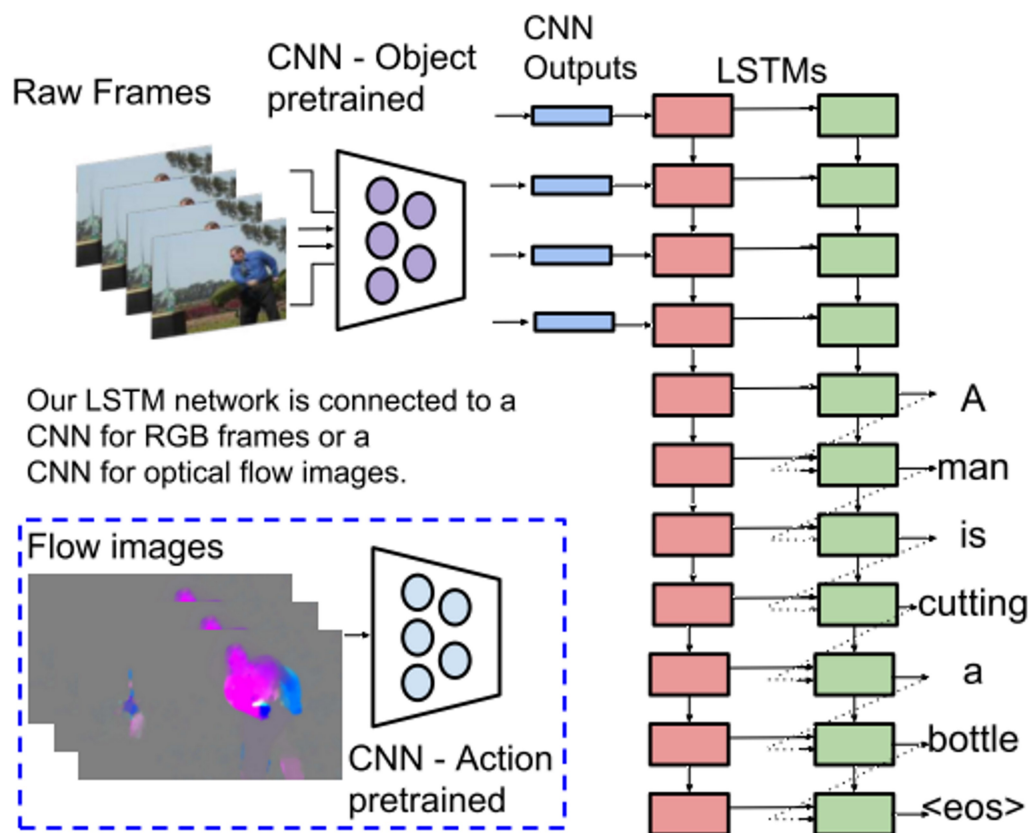 Raw Frames
CNN - Object
pretrained
CNN
Outputs
LSTMs
Our LSTM network is connected to a
CNN for RGB frames or a
CNN for optical flow images.
Flow images
CNN - Action
pretrained
A
man
is
cutting
a
bottle
<eos>